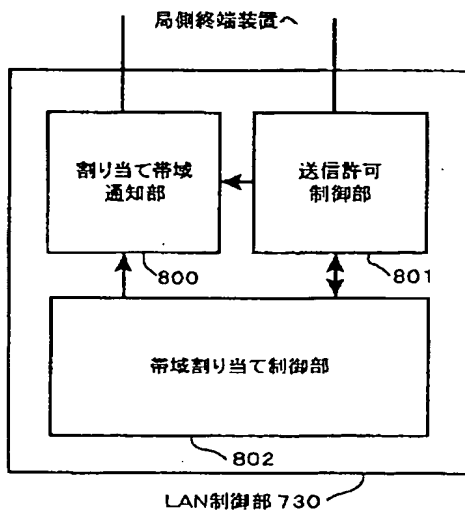 局側終端装置へ
割り当て帯域
通知部
送信許可
制御部
800
801
帯域割り当て制御部
802
LAN制御部 730